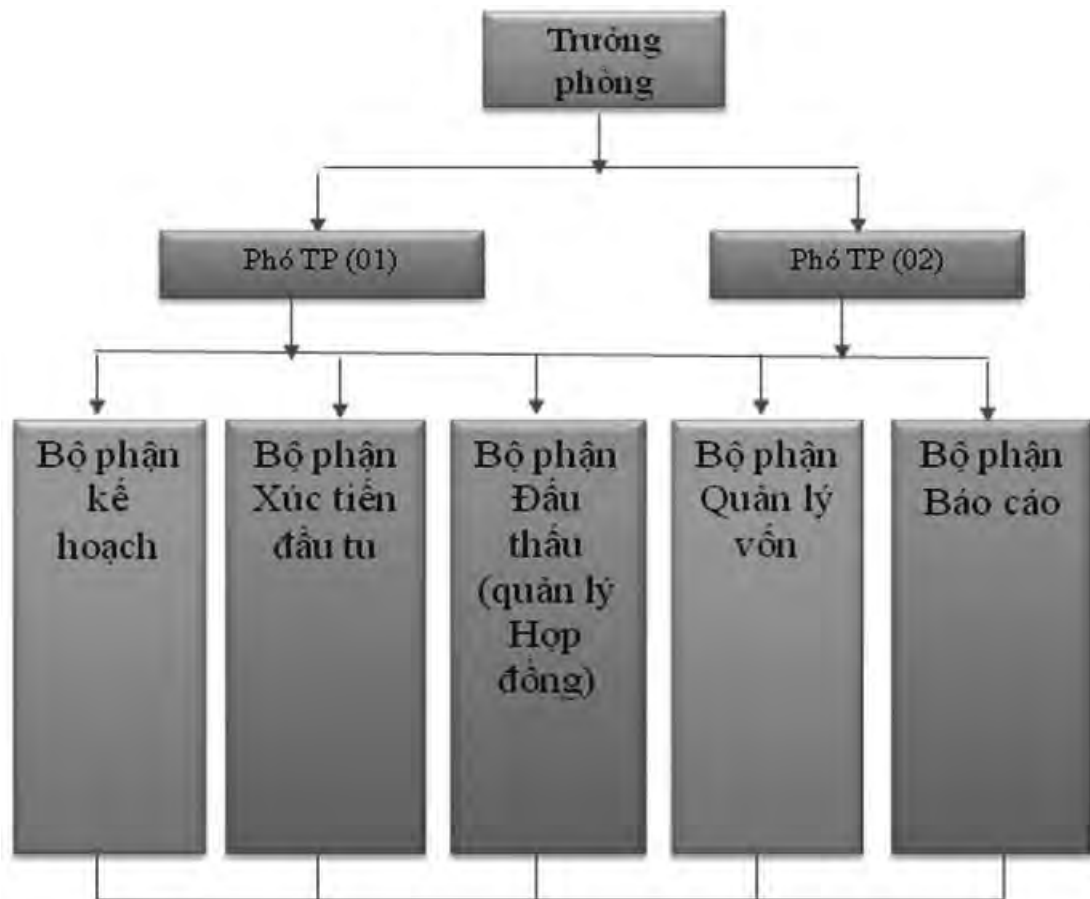 Trưởng
phòng
Phó TP (01)
Phó TP (02)
Bộ phận
kế
hoạch
Bộ phận
Xúc tiến
đầu tu
Bộ phận
Đấu
thầu
(quản lý
Hợp
đồng)
Bộ phận
Quản lý
vốn
Bộ phận
Báo cáo